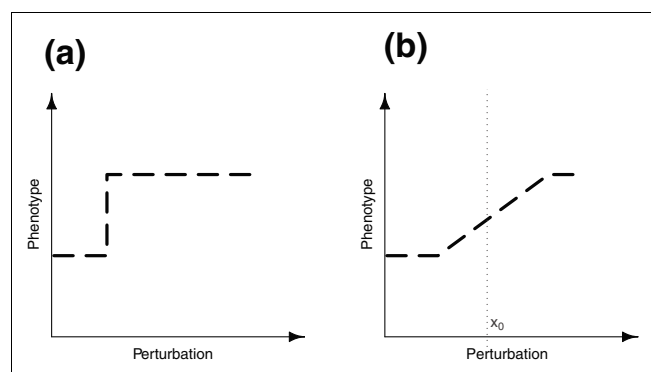 (a)
(b)
Phenotype
Perturbation
Phenotype
x0
Perturbation